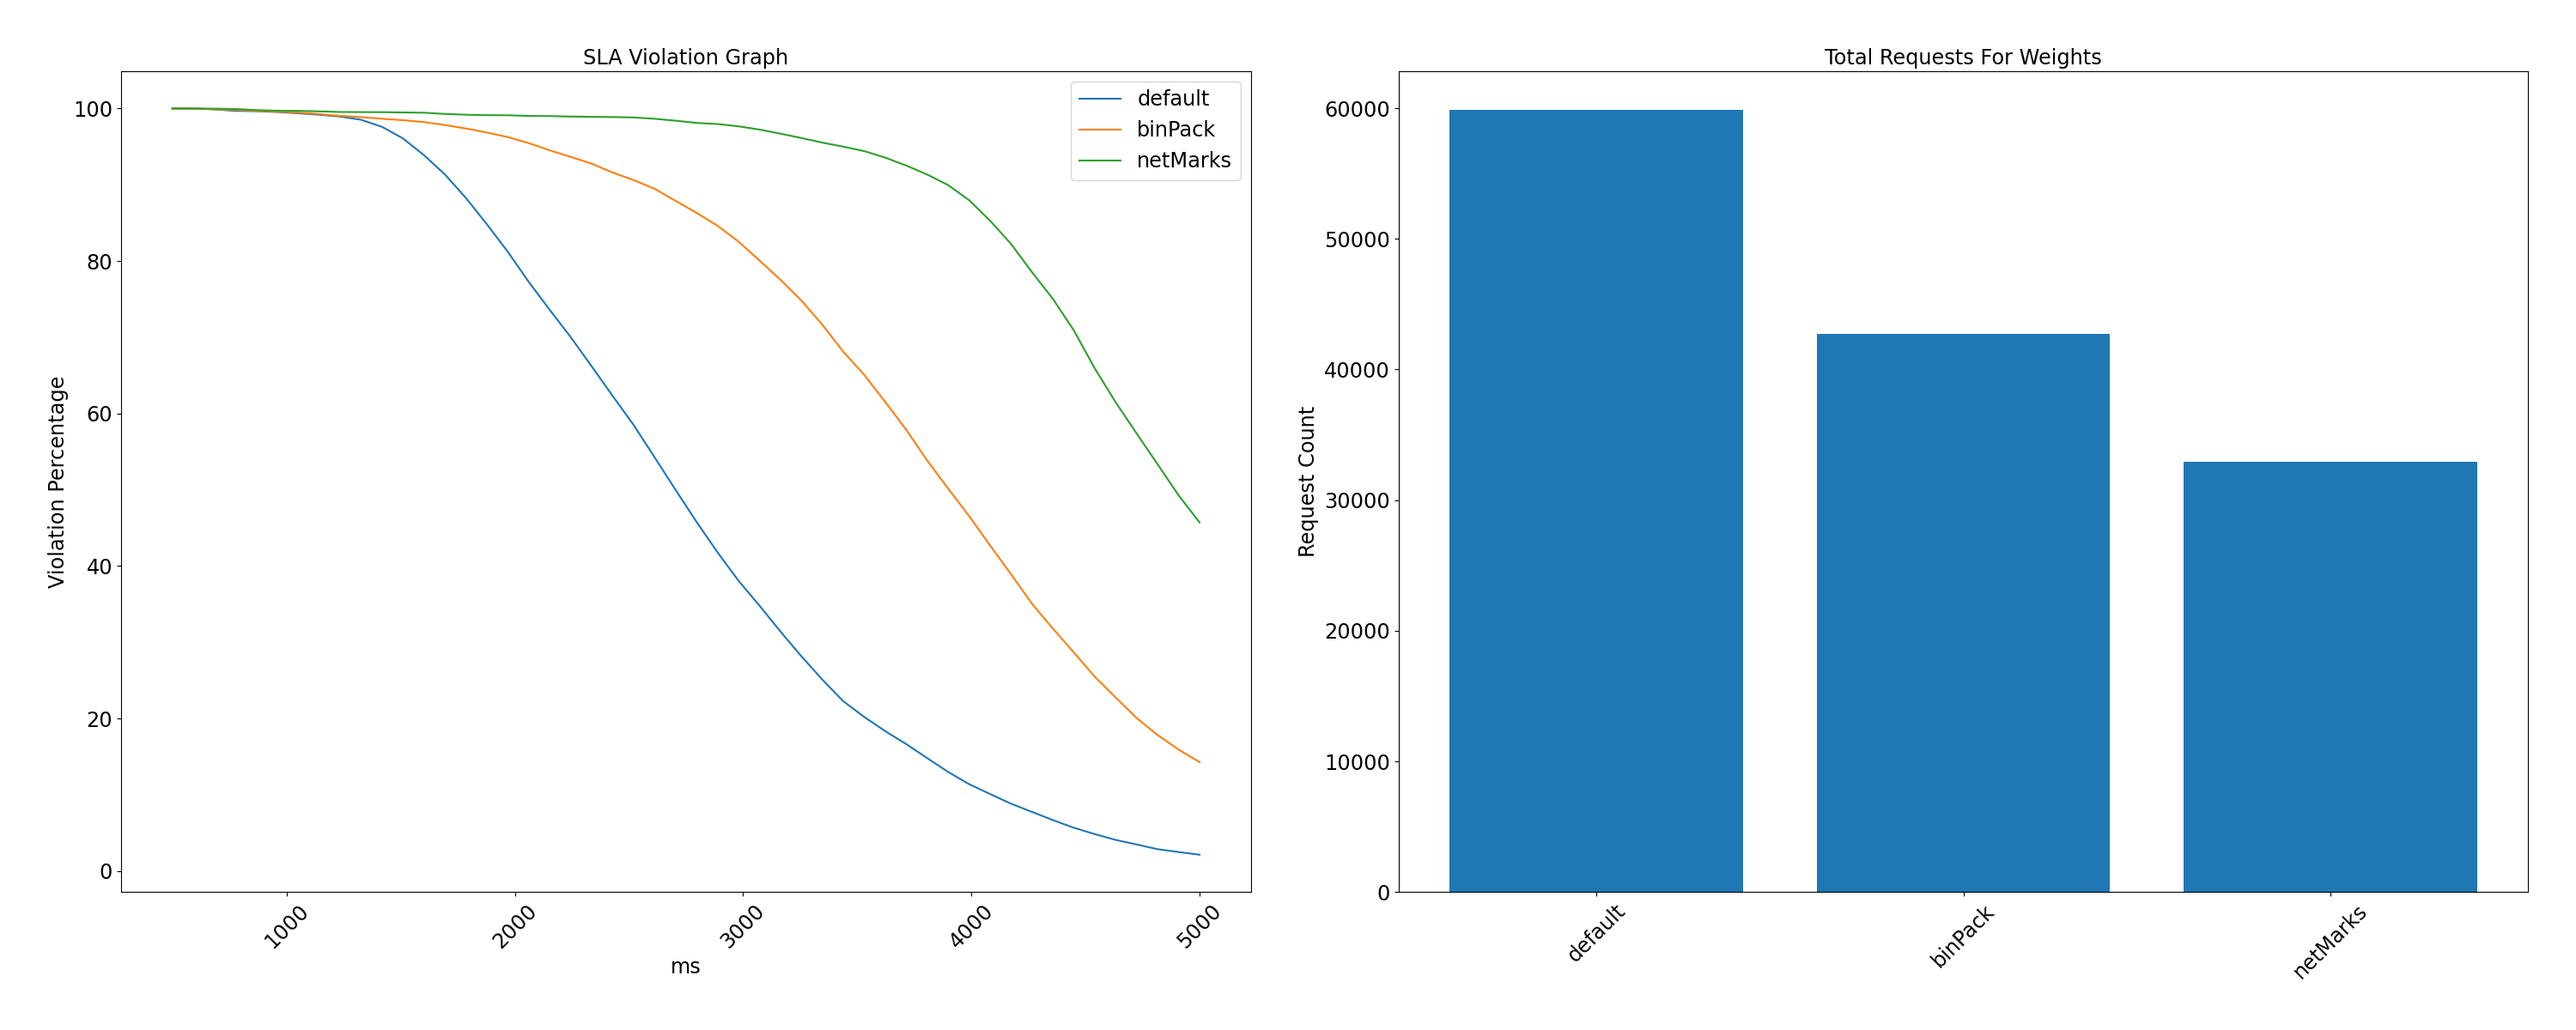 SLA Violation Graph
default
binPack
netMarks
100
80
60
40
20
0
Violation Percentage
1000
2000
3000
4000
5000
ms
Total Requests For Weights
60000
50000
40000
30000
20000
10000
0
Request Count
default
binPack
netMarks